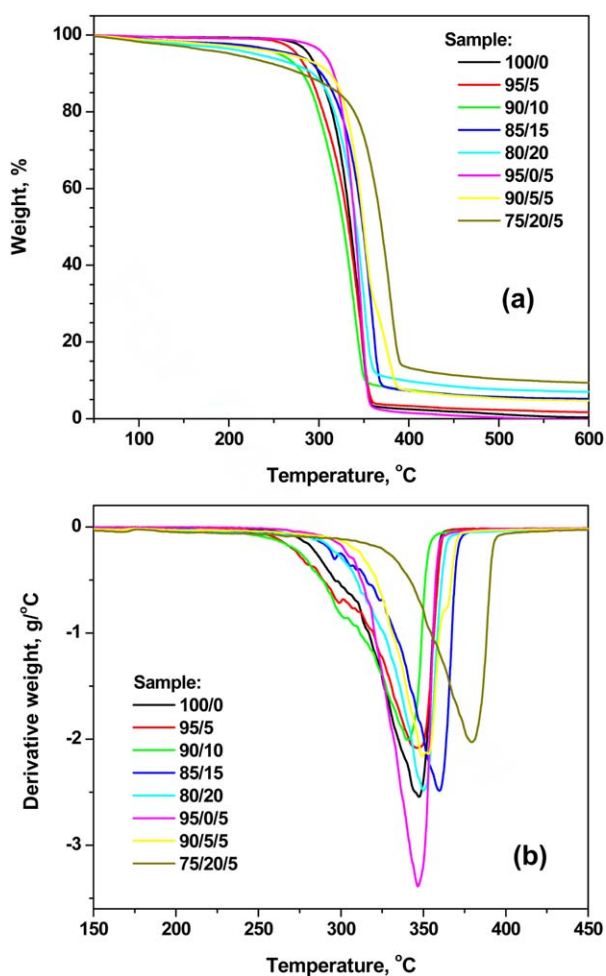 100
80
60
40
20
0
Weight, %
Sample:
100/0
95/5
90/10
85/15
80/20
95/0/5
90/5/5
75/20/5
(a)
100 200 300 400 500 600
Temperature, °C
0
-1
-2
-3
Derivative weight, g/°C
Sample:
100/0
95/5
90/10
85/15
80/20
95/0/5
90/5/5
75/20/5
(b)
150 200 250 300 350 400 450
Temperature, °C